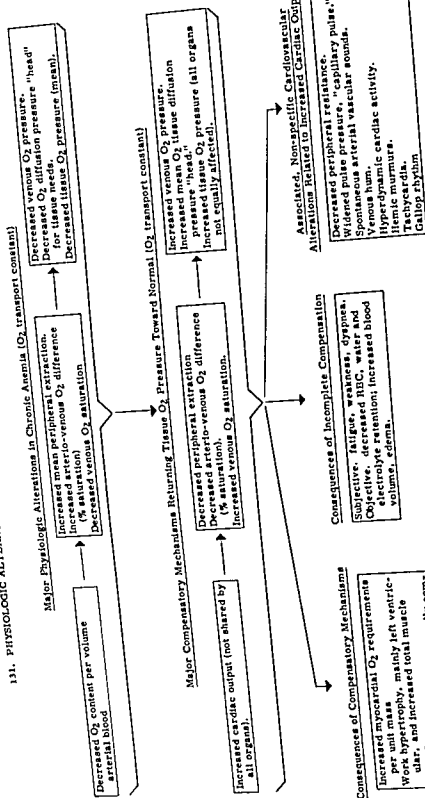 131. PHYSIOLOGIC
Major Physiologic Alterations in Chronic Anemia (O2 transport constant)
Decreased O2 content per volume
arterial blood
Increased mean peripheral extraction.
Increased arterio-venous O2 difference
(% saturation)
Decreased venous O2 saturation
Decreased venous O2 pressure.
Decreased O2 diffusion pressure "head"
for tissue needs.
Decreased tissue O2 pressure (mean).
Major Compensatory Mechanisms Returning Tissue O2 Pressure Toward Normal (O2 transport constant)
Increased cardiac output (not shared by
all organs).
Decreased peripheral extraction
Decreased arterio-venous O2 difference
(% saturation).
Increased venous O2 saturation.
Increased venous O2 pressure.
Increased mean O2 tissue diffusion
pressure "head."
Increased tissue O2 pressure (all organs
not equally affected).
Consequences of Compensatory Mechanisms
Increased myocardial O2 requirements
per unit mass
Work hypertrophy, mainly left ventric-
ular, and increased total muscle
Consequences of Incomplete Compensation
Subjective, fatigue, weakness, dyspnea.
Objective, decreased RBC, water and
electrolyte retention; increased blood
volume, edema.
Associated, Non-specific Cardiovascular
Alterations Related to Increased Cardiac
Decreased peripheral resistance.
Widened pulse pressure, "capillary pulse."
Spontaneous arterial vascular sounds.
Venous hum.
Hyperdynamic cardiac activity.
Hemic murmurs.
Tachycardia.
Gallop rhythm